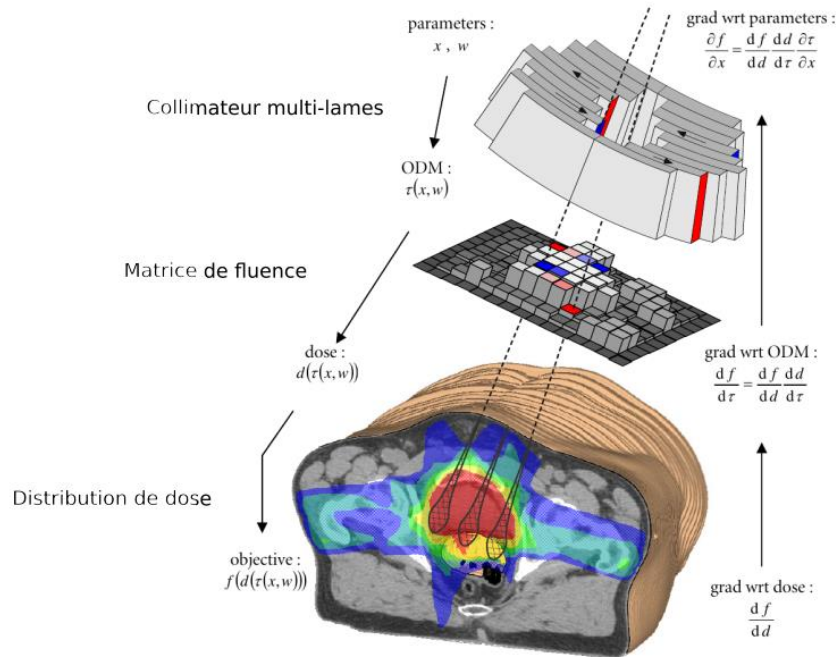 parameters :
x , w
Collimateur multi-lames
ODM :
τ(x,w)
Matrice de fluence
dose :
d(τ(x,w))
Distribution de dose
objective :
f(d(τ(x,w)))
grad wrt parameters :
∂f/∂x = df/dd dd/dτ ∂τ/∂x
grad wrt ODM :
df/dτ = df/dd dd/dτ
grad wrt dose :
df/dd